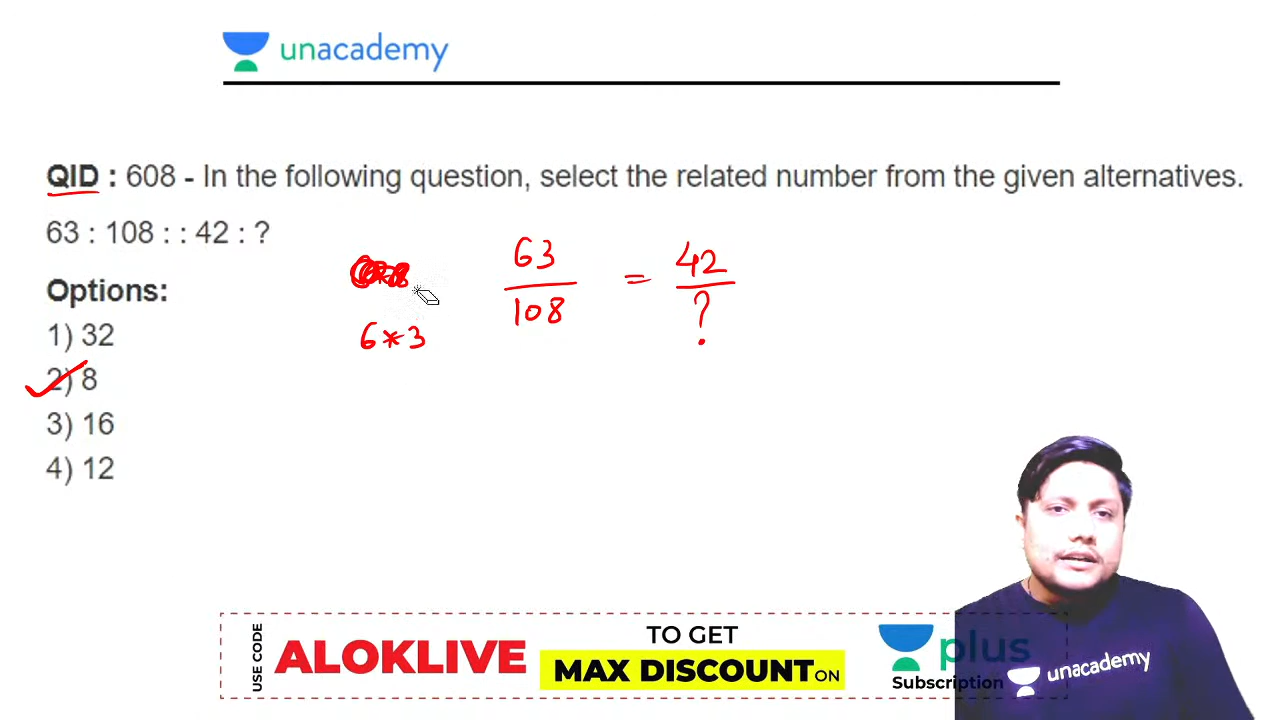 unacademy
QID : 608 - In the following question, select the related number from the given alternatives.
63 : 108 : : 42 : ?
Options:
1) 32
2) 8
3) 16
4) 12
6*3
63
108
=
42
?
USE CODE
ALOKLIVE
TO GET
MAX DISCOUNT ON
plus
Subscription
unacademy